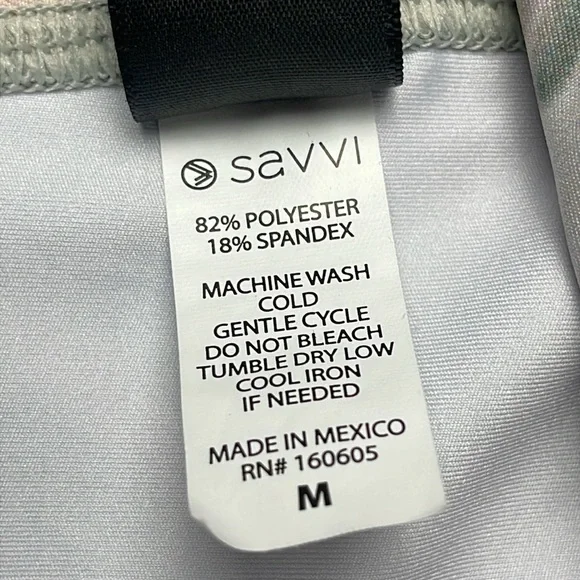 savvi
82% POLYESTER
18% SPANDEX
MACHINE WASH
COLD
GENTLE CYCLE
DO NOT BLEACH
TUMBLE DRY LOW
COOL IRON
IF NEEDED
MADE IN MEXICO
RN# 160605
M